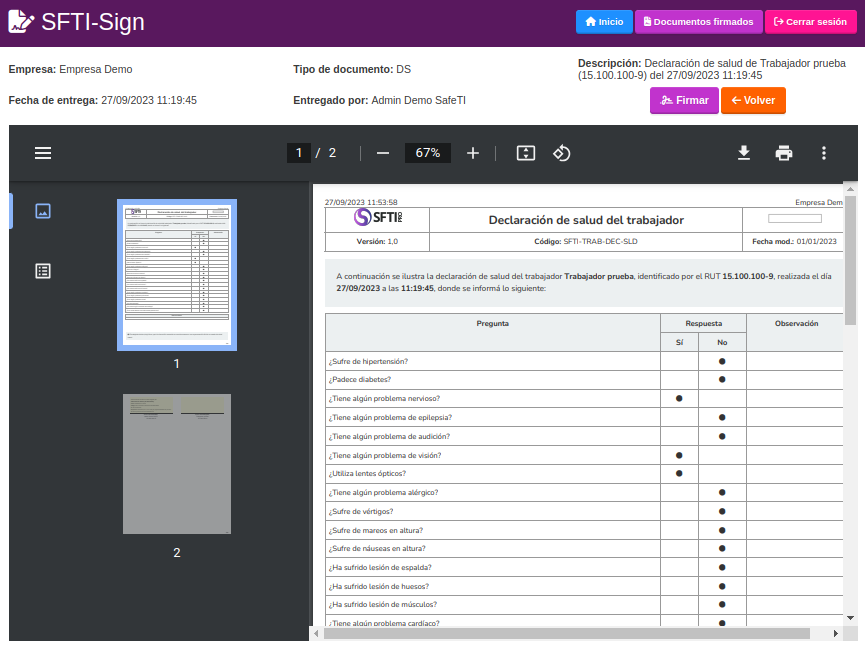 SFTI-Sign
Inicio
Documentos firmados
Cerrar sesión
Empresa: Empresa Demo
Tipo de documento: DS
Descripción: Declaración de salud de Trabajador prueba
(15.100.100-9) del 27/09/2023 11:19:45
Fecha de entrega: 27/09/2023 11:19:45
Entregado por: Admin Demo SafeTI
Firmar
Volver
1 / 2
67%
1
2
27/09/2023 11:53:58
Empresa Dem
SFTI
Declaración de salud del trabajador
Versión: 1,0
Código: SFTI-TRAB-DEC-SLD
Fecha mod.: 01/01/2023
A continuación se ilustra la declaración de salud del trabajador Trabajador prueba, identificado por el RUT 15.100.100-9, realizada el día
27/09/2023 a las 11:19:45, donde se informó lo siguiente:
Pregunta
Respuesta
Observación
Sí
No
¿Sufre de hipertensión?
¿Padece diabetes?
¿Tiene algún problema nervioso?
¿Tiene algún problema de epilepsia?
¿Tiene algún problema de audición?
¿Tiene algún problema de visión?
¿Utiliza lentes ópticos?
¿Tiene algún problema alérgico?
¿Sufre de vértigos?
¿Sufre de mareos en altura?
¿Sufre de náuseas en altura?
¿Ha sufrido lesión de espalda?
¿Ha sufrido lesión de huesos?
¿Ha sufrido lesión de músculos?
¿Tiene algún problema cardíaco?